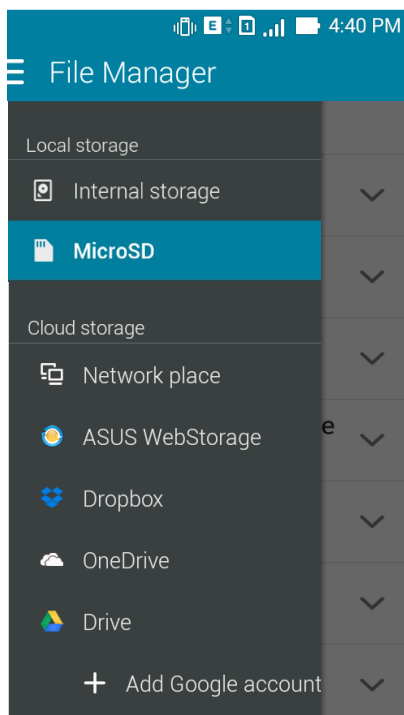 E 1 4:40 PM
File Manager
Local storage
Internal storage
MicroSD
Cloud storage
Network place
e
ASUS WebStorage
Dropbox
OneDrive
Drive
+ Add Google account